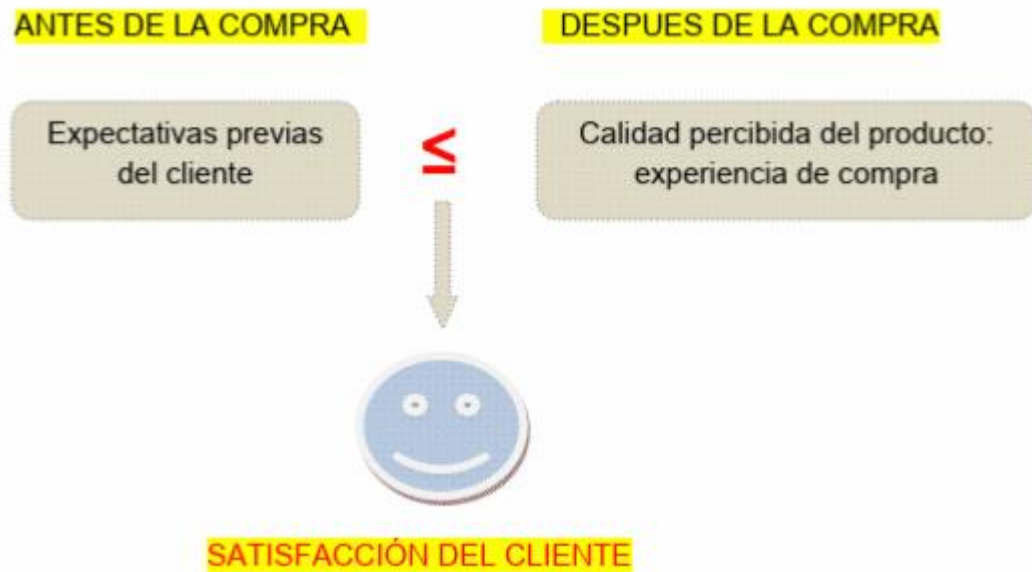 ANTES DE LA COMPRA
DESPUES DE LA COMPRA
Expectativas previas
del cliente
≤
Calidad percibida del producto:
experiencia de compra
SATISFACCIÓN DEL CLIENTE